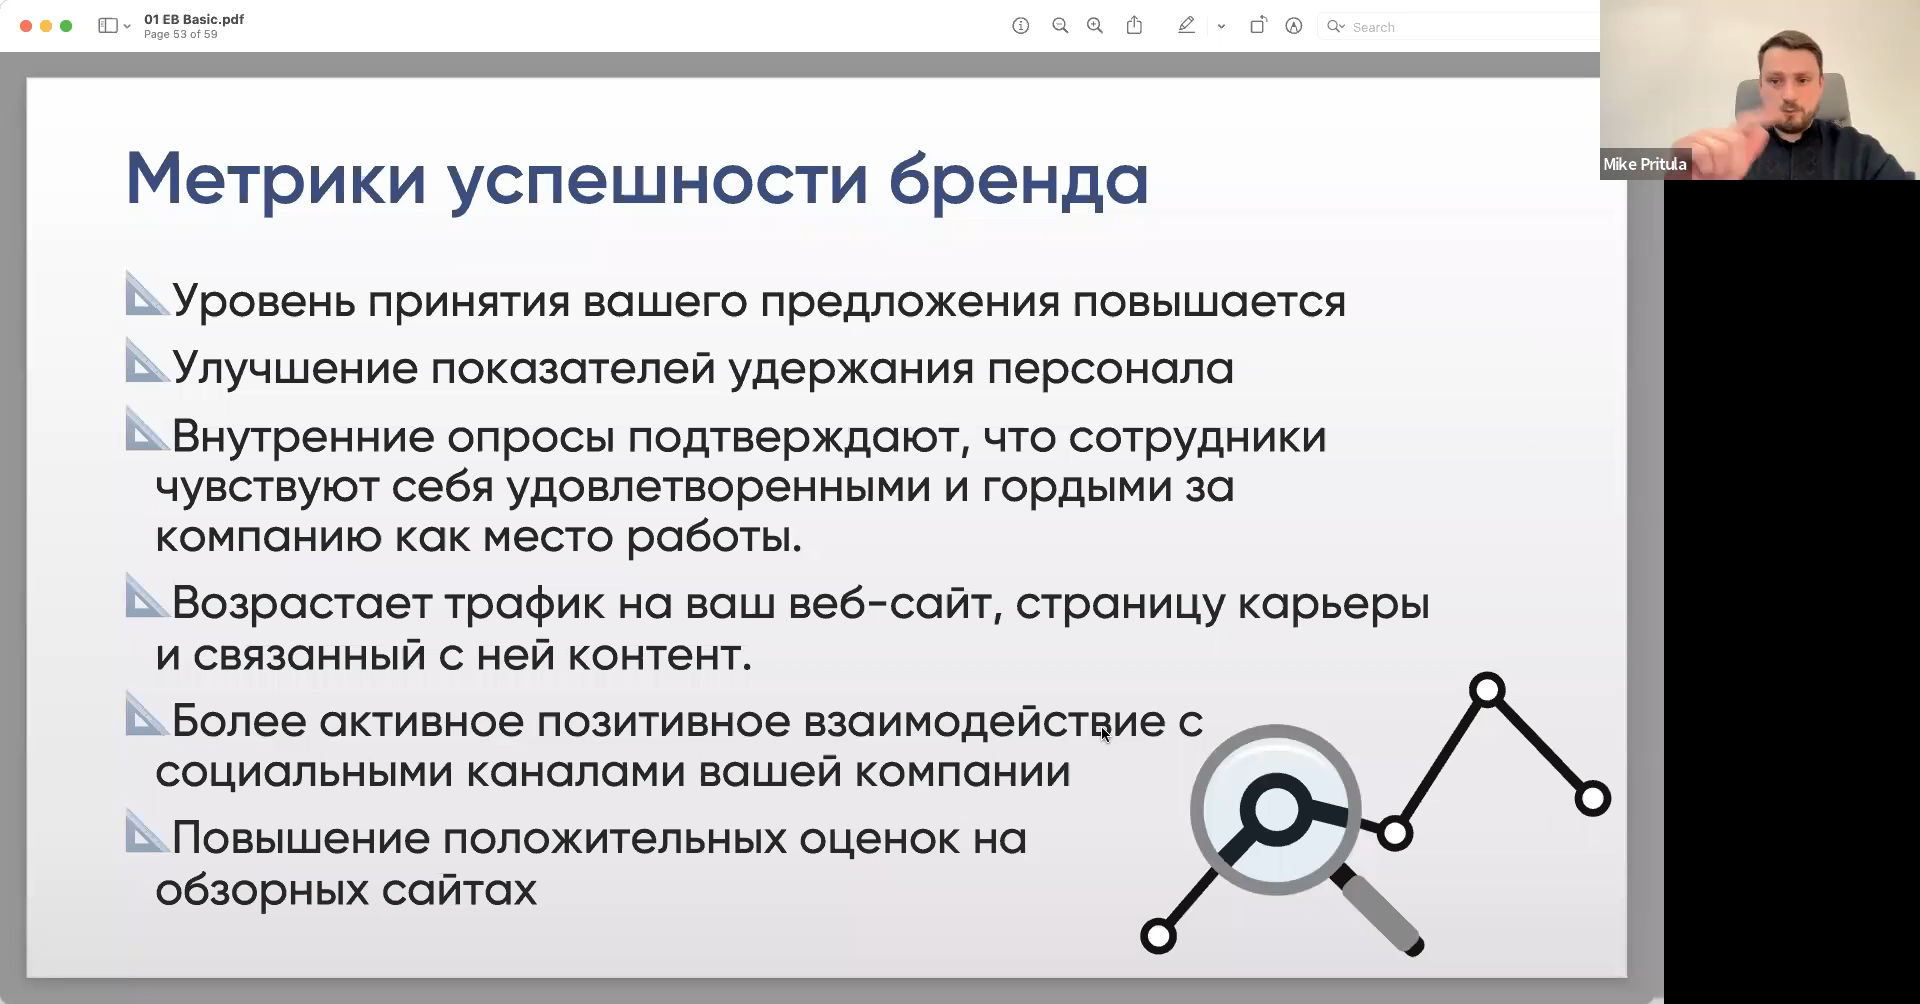 01 EB Basic.pdf
Page 53 of 59
Search
Mike Pritula
Метрики успешности бренда
Уровень принятия вашего предложения повышается
Улучшение показателей удержания персонала
Внутренние опросы подтверждают, что сотрудники
чувствуют себя удовлетворенными и гордыми за
компанию как место работы.
Возрастает трафик на ваш веб-сайт, страницу карьеры
и связанный с ней контент.
Более активное позитивное взаимодействие с
социальными каналами вашей компании
Повышение положительных оценок на
обзорных сайтах